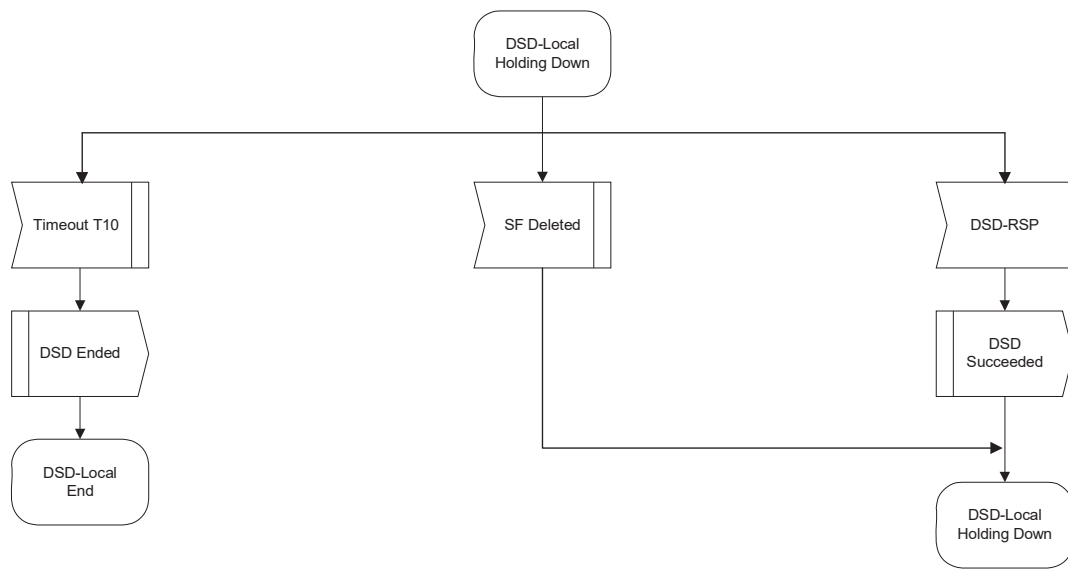 DSD-Local
Holding Down
Timeout T10
SF Deleted
DSD-RSP
DSD Ended
DSD
Succeeded
DSD-Local
End
DSD-Local
Holding Down